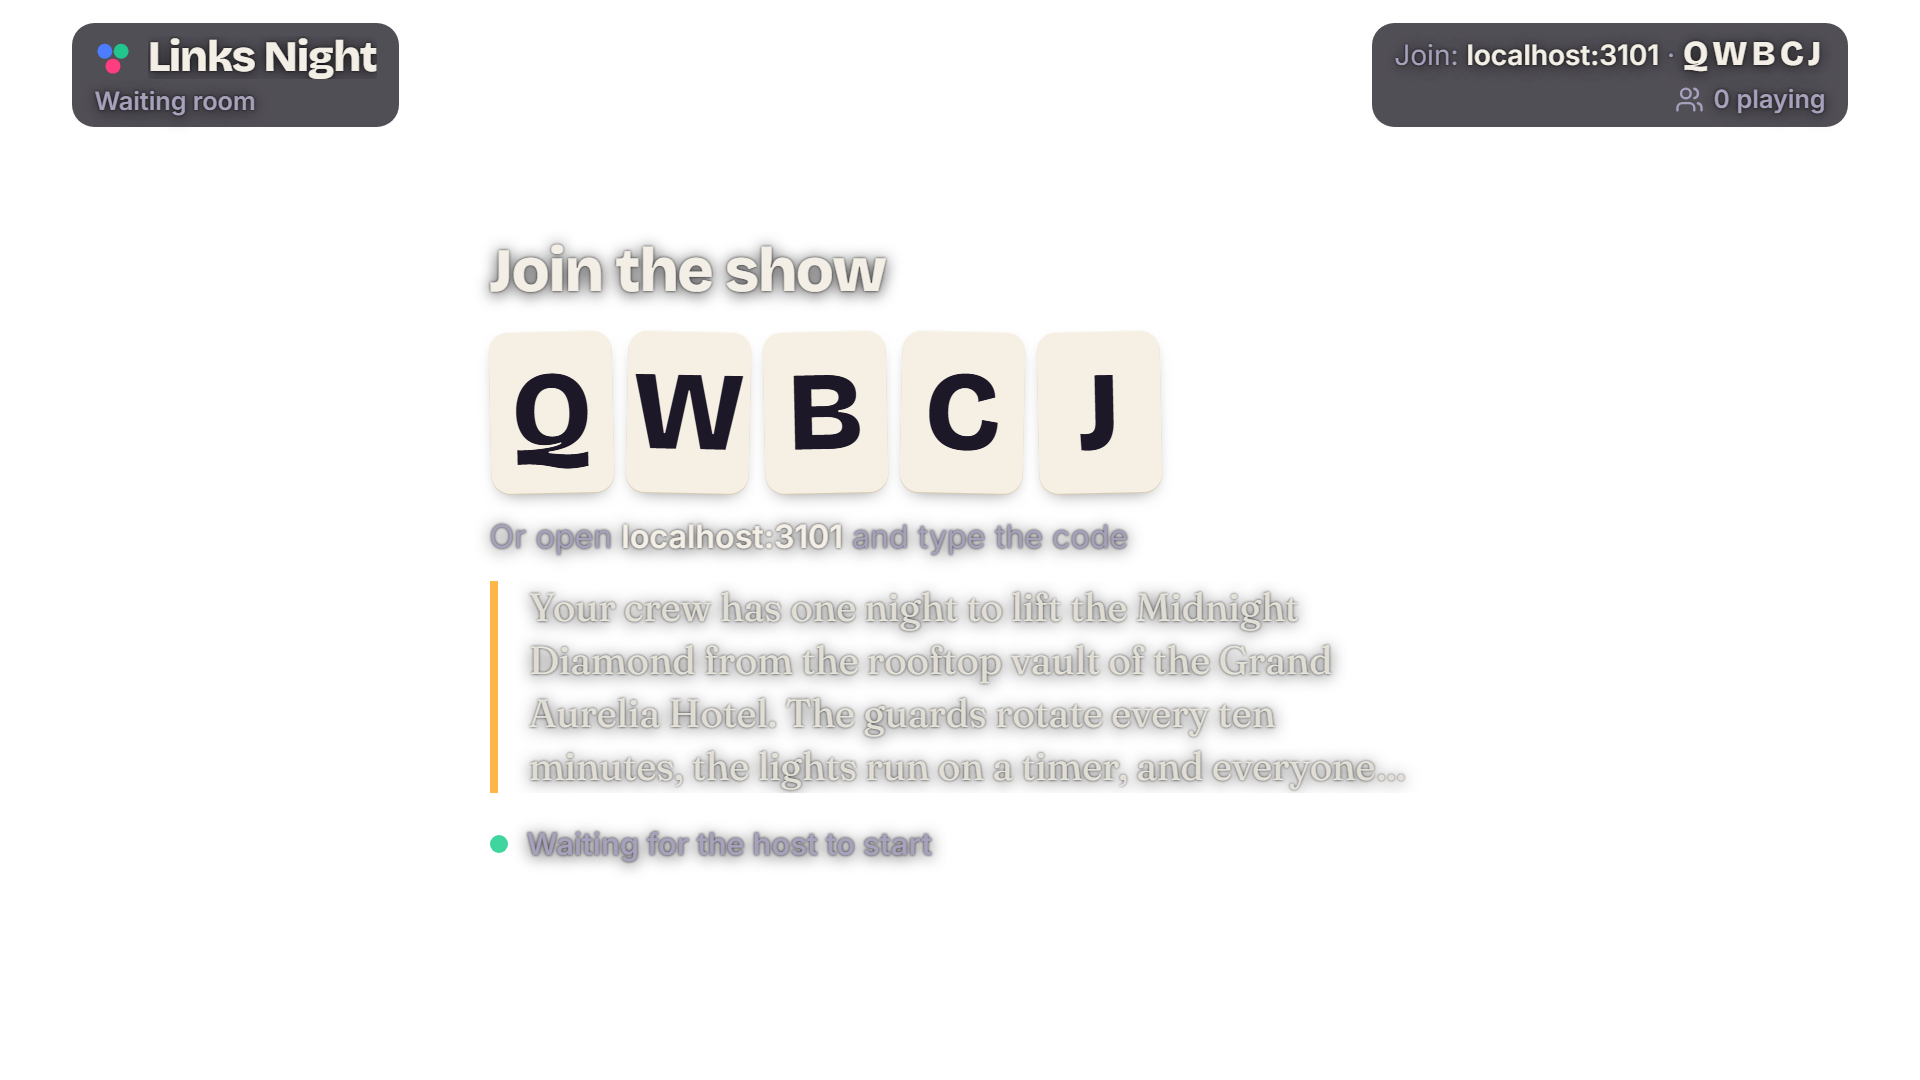 Links Night
Waiting room
Join: localhost:3101 · QWBCJ
0 playing
Join the show
Q W B C J
Or open localhost:3101 and type the code
Your crew has one night to lift the Midnight
Diamond from the rooftop vault of the Grand
Aurelia Hotel. The guards rotate every ten
minutes, the lights run on a timer, and everyone...
Waiting for the host to start